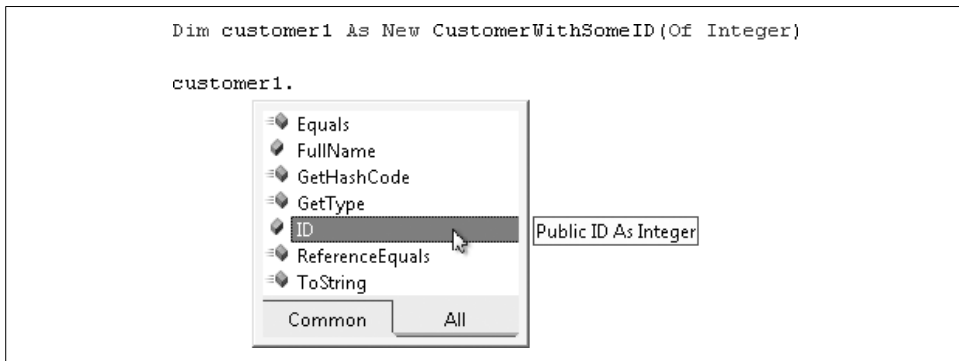 Dim customer1 As New CustomerWithSomeID(Of Integer)
customer1.
Equals
FullName
GetHashCode
GetType
ID
Public ID As Integer
ReferenceEquals
ToString
Common All